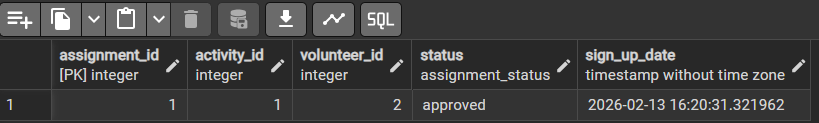 SQL
assignment_id
[PK] integer
activity_id
integer
volunteer_id
integer
status
assignment_status
sign_up_date
timestamp without time zone
1 1 1 2 approved 2026-02-13 16:20:31.321962